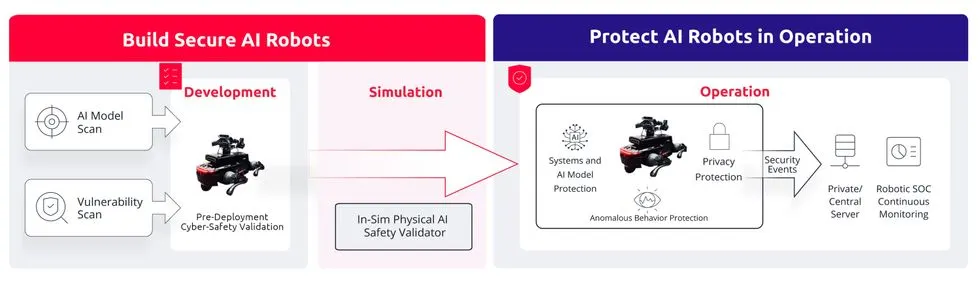 Build Secure AI Robots
Protect AI Robots in Operation
Development
Simulation
Operation
AI Model
Scan
Vulnerability
Scan
Pre-Deployment
Cyber-Safety Validation
In-Sim Physical AI
Safety Validator
AI
Systems and
AI Model
Protection
Privacy
Protection
Anomalous Behavior Protection
Security
Events
Private/
Central
Server
Robotic SOC
Continuous
Monitoring